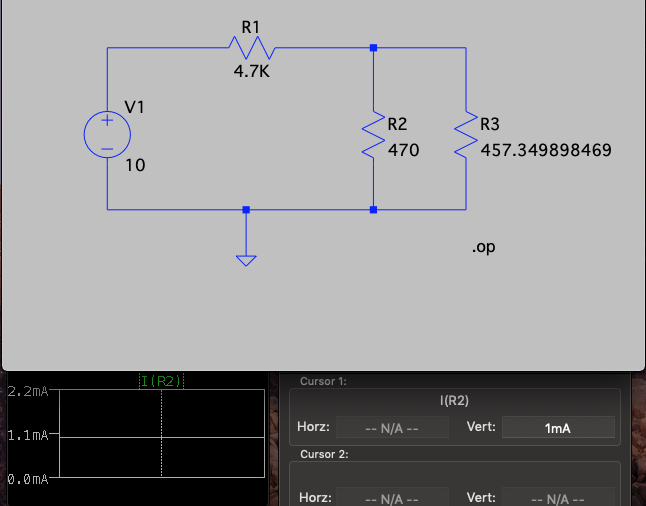 R1
4.7K
V1
10
R2
470
R3
457.349898469
.op
I(R2)
2.2mA
1.1mA
0.0mA
Cursor 1:
I(R2)
Horz: -- N/A -- Vert: 1mA
Cursor 2:
Horz: -- N/A -- Vert: -- N/A --